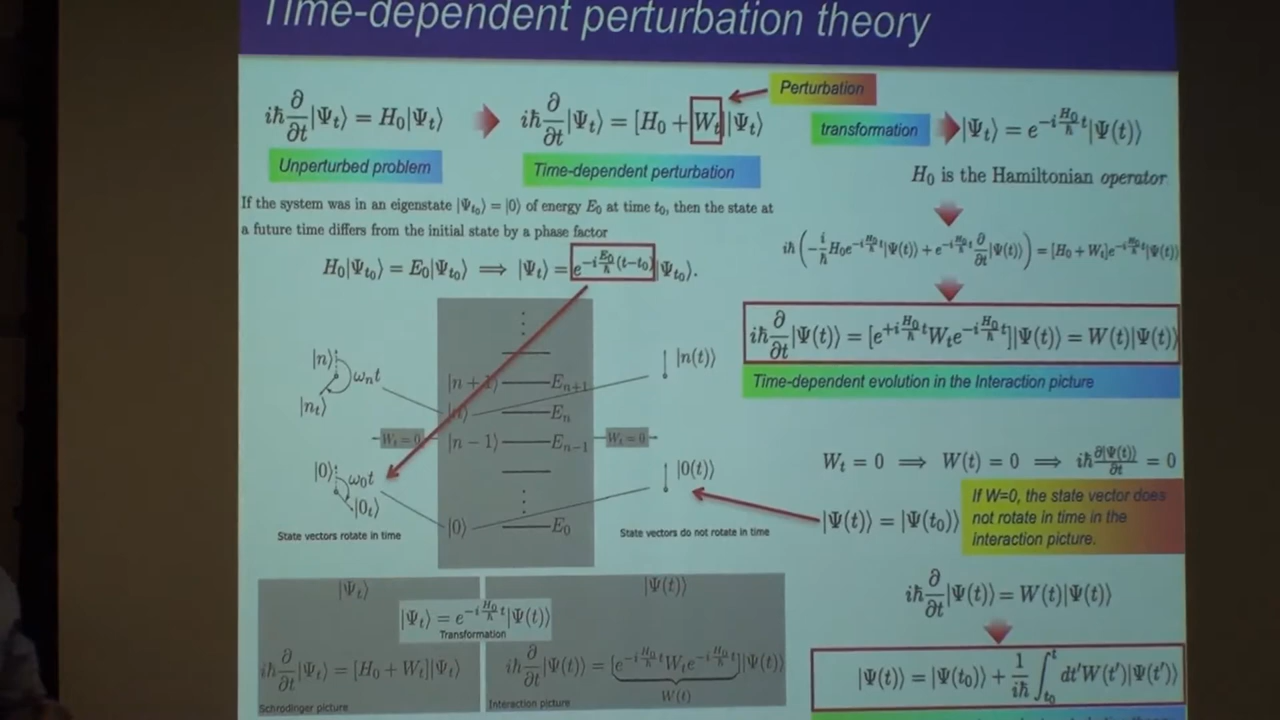 Time-dependent perturbation theory
iħ ∂/∂t |Ψ_t⟩ = H_0|Ψ_t⟩
Unperturbed problem
iħ ∂/∂t |Ψ_t⟩ = [H_0 + W_t]|Ψ_t⟩
Perturbation
Time-dependent perturbation
transformation
|Ψ_t⟩ = e^{-i H_0/ħ t}|Ψ(t)⟩
H_0 is the Hamiltonian operator
If the system was in an eigenstate |Ψ_{t_0}⟩ = |0⟩ of energy E_0 at time t_0, then the state at
a future time differs from the initial state by a phase factor
H_0|Ψ_{t_0}⟩ = E_0|Ψ_{t_0}⟩ ⟹ |Ψ_t⟩ = e^{-i E_0/ħ (t-t_0)}|Ψ_{t_0}⟩.
iħ(-i/ħ H_0 e^{-i H_0/ħ t}|Ψ(t)⟩ + e^{-i H_0/ħ t} ∂/∂t |Ψ(t)⟩) = [H_0 + W_t]e^{-i H_0/ħ t}|Ψ(t)⟩
iħ ∂/∂t |Ψ(t)⟩ = [e^{+i H_0/ħ t} W_t e^{-i H_0/ħ t}]|Ψ(t)⟩ = W(t)|Ψ(t)⟩
Time-dependent evolution in the Interaction picture
|n⟩ ω_n t
|n_t⟩
|n + 1⟩ E_{n+1}
|n⟩ E_n
|n − 1⟩ E_{n−1}
|n(t)⟩
W_t = 0
W_t = 0
|0⟩ ω_0 t
|0_t⟩
|0⟩ E_0
|0(t)⟩
State vectors rotate in time
State vectors do not rotate in time
W_t = 0 ⟹ W(t) = 0 ⟹ iħ ∂|Ψ(t)⟩/∂t = 0
|Ψ(t)⟩ = |Ψ(t_0)⟩
If W=0, the state vector does
not rotate in time in the
interaction picture.
|Ψ_t⟩
|Ψ(t)⟩
|Ψ_t⟩ = e^{-i H_0/ħ t}|Ψ(t)⟩
Transformation
iħ ∂/∂t |Ψ_t⟩ = [H_0 + W_t]|Ψ_t⟩
Schrodinger picture
iħ ∂/∂t |Ψ(t)⟩ = [e^{-i H_0/ħ t} W_t e^{-i H_0/ħ t}]|Ψ(t)⟩
W(t)
Interaction picture
iħ ∂/∂t |Ψ(t)⟩ = W(t)|Ψ(t)⟩
|Ψ(t)⟩ = |Ψ(t_0)⟩ + 1/iħ ∫_{t_0}^{t} dt′W(t′)|Ψ(t′)⟩